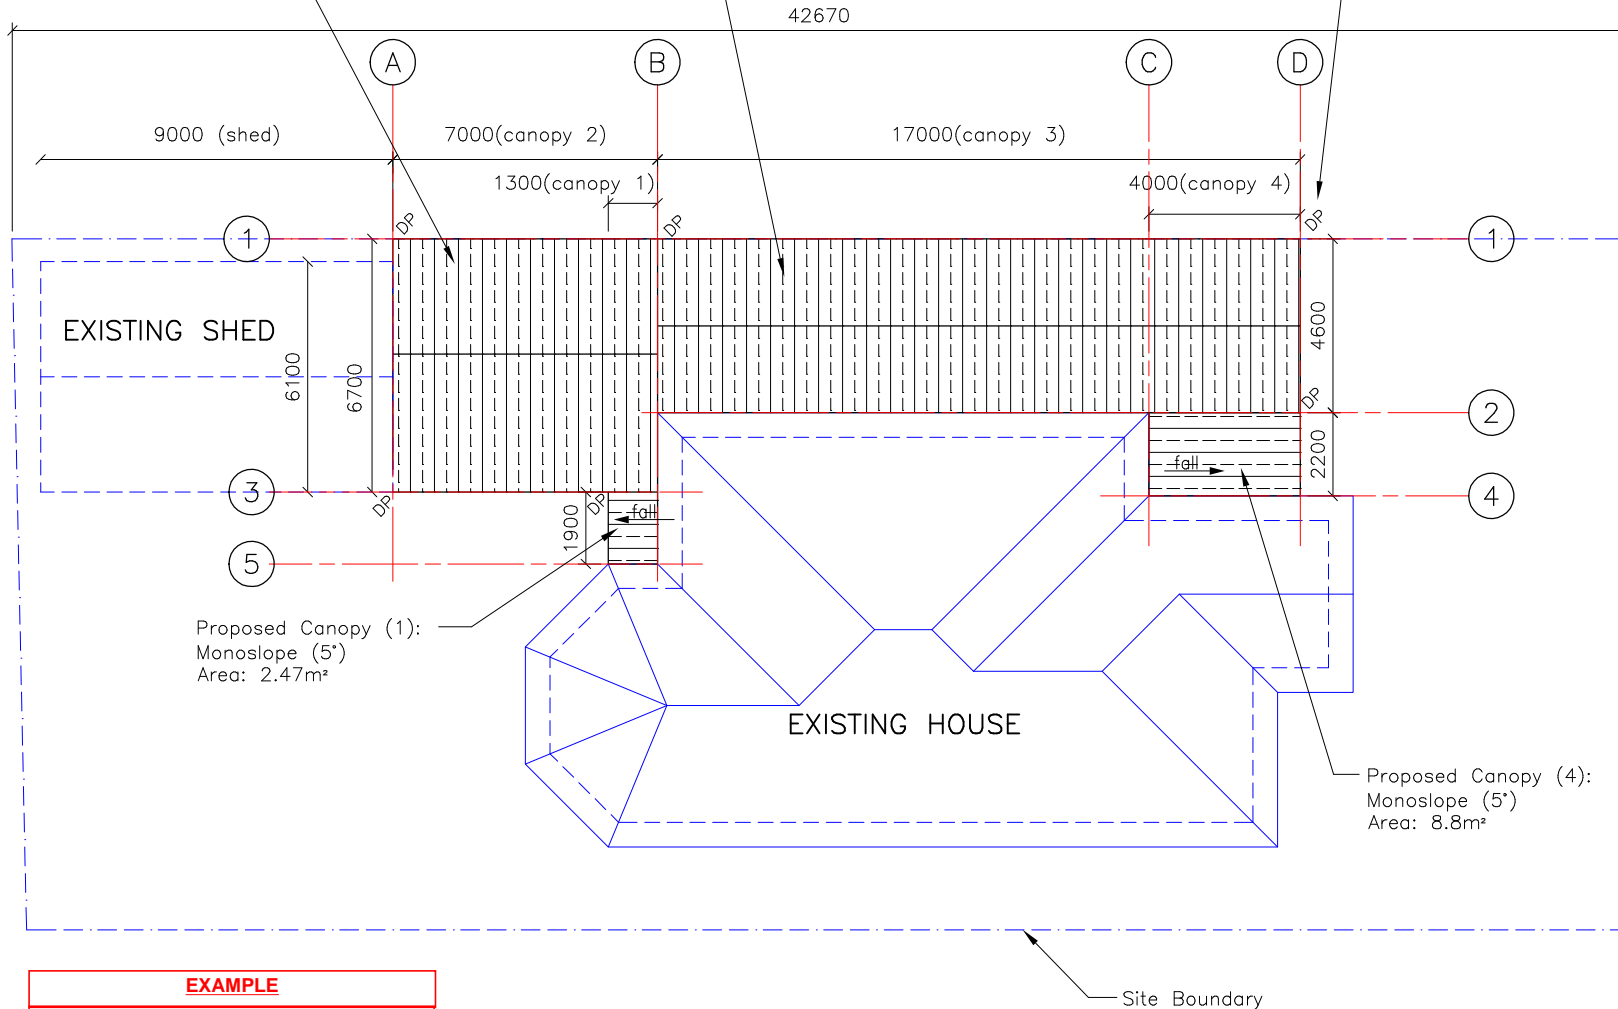 42670
A
B
C
D
9000 (shed)
7000(canopy 2)
17000(canopy 3)
1300(canopy 1)
4000(canopy 4)
DP
DP
DP
1
1
EXISTING SHED
6100
6700
4600
DP
2
fall
2200
3
DP
DP
4
1900
fall
5
Proposed Canopy (1):
Monoslope (5°)
Area: 2.47m²
EXISTING HOUSE
Proposed Canopy (4):
Monoslope (5°)
Area: 8.8m²
EXAMPLE
Site Boundary